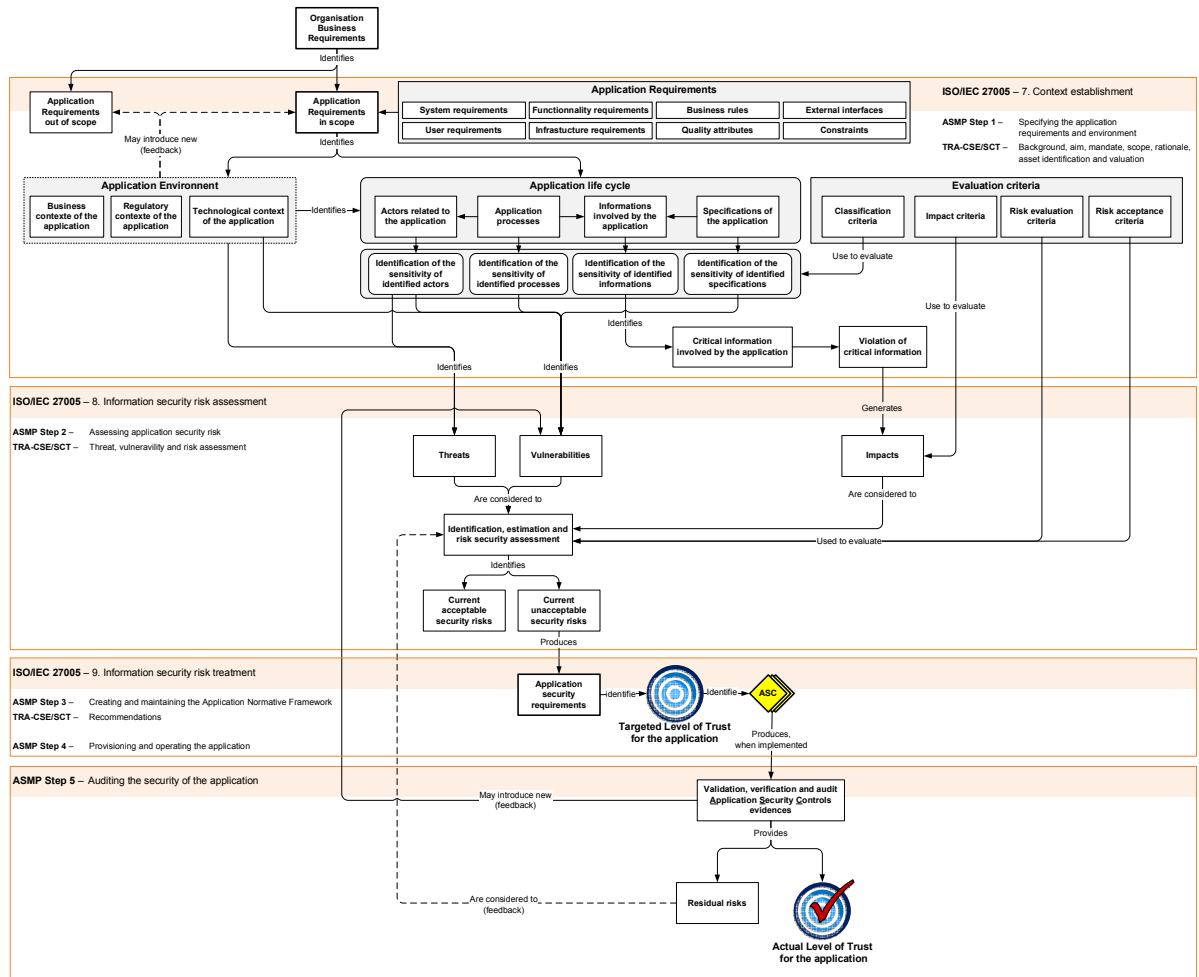 Organisation
Business
Requirements
Identifies
Application
Requirements
out of scope
Application
Requirements
in scope
Application Requirements
System requirements
Functionnality requirements
Business rules
External interfaces
User requirements
Infrastucture requirements
Quality attributes
Constraints
ISO/IEC 27005 – 7. Context establishment
ASMP Step 1 – Specifying the application
requirements and environment
TRA-CSE/SCT – Background, aim, mandate, scope, rationale,
asset identification and valuation
May introduce new
(feedback)
Identifies
Application Environment
Business
contexte of the
application
Regulatory
contexte of the
application
Technological context
of the application
Identifies
Application life cycle
Actors related to
the application
Application
processes
Informations
involved by the
application
Specifications of
the application
Evaluation criteria
Classification
criteria
Impact criteria
Risk evaluation
criteria
Risk acceptance
criteria
Identification of the
sensitivity of
identified actors
Identification of the
sensitivity of
identified processes
Identification of the
sensitivity of identified
informations
Identification of the
sensitivity of identified
specifications
Use to evaluate
Use to evaluate
Identifies
Critical information
involved by the application
Violation of
critical information
Identifies
Identifies
ISO/IEC 27005 – 8. Information security risk assessment
ASMP Step 2 – Assessing application security risk
TRA-CSE/SCT – Threat, vulneravility and risk assessment
Generates
Threats
Vulnerabilities
Impacts
Are considered to
Are considered to
Identification, estimation and
risk security assessment
Used to evaluate
Identifies
Current
acceptable
security risks
Current
unacceptable
security risks
Produces
ISO/IEC 27005 – 9. Information security risk treatment
ASMP Step 3 – Creating and maintaining the Application Normative Framework
TRA-CSE/SCT – Recommendations
ASMP Step 4 – Provisioning and operating the application
Application
security
requirements
identifie
Targeted Level of Trust
for the application
Identifie
ASC
Produces,
when implemented
ASMP Step 5 – Auditing the security of the application
May introduce new
(feedback)
Validation, verification and audit
Application Security Controls
evidences
Provides
Are considered to
(feedback)
Residual risks
Actual Level of Trust
for the application